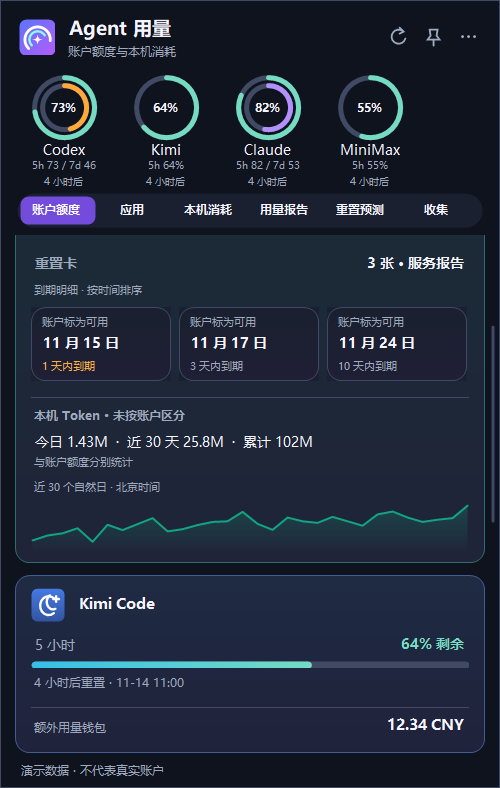 Agent 用量
账户额度与本机消耗
73% 64% 82% 55%
Codex Kimi Claude MiniMax
5h 73 / 7d 46 5h 64% 5h 82 / 7d 53 5h 55%
4 小时后 4 小时后 4 小时后 4 小时后
账户额度 应用 本机消耗 用量报告 重置预测 收集
重置卡 3 张 • 服务报告
到期明细 · 按时间排序
账户标为可用 账户标为可用 账户标为可用
11 月 15 日 11 月 17 日 11 月 24 日
1 天内到期 3 天内到期 10 天内到期
本机 Token • 未按账户区分
今日 1.43M · 近 30 天 25.8M · 累计 102M
与账户额度分别统计
近 30 个自然日 · 北京时间
Kimi Code
5 小时 64% 剩余
4 小时后重置 · 11-14 11:00
额外用量钱包 12.34 CNY
演示数据 · 不代表真实账户